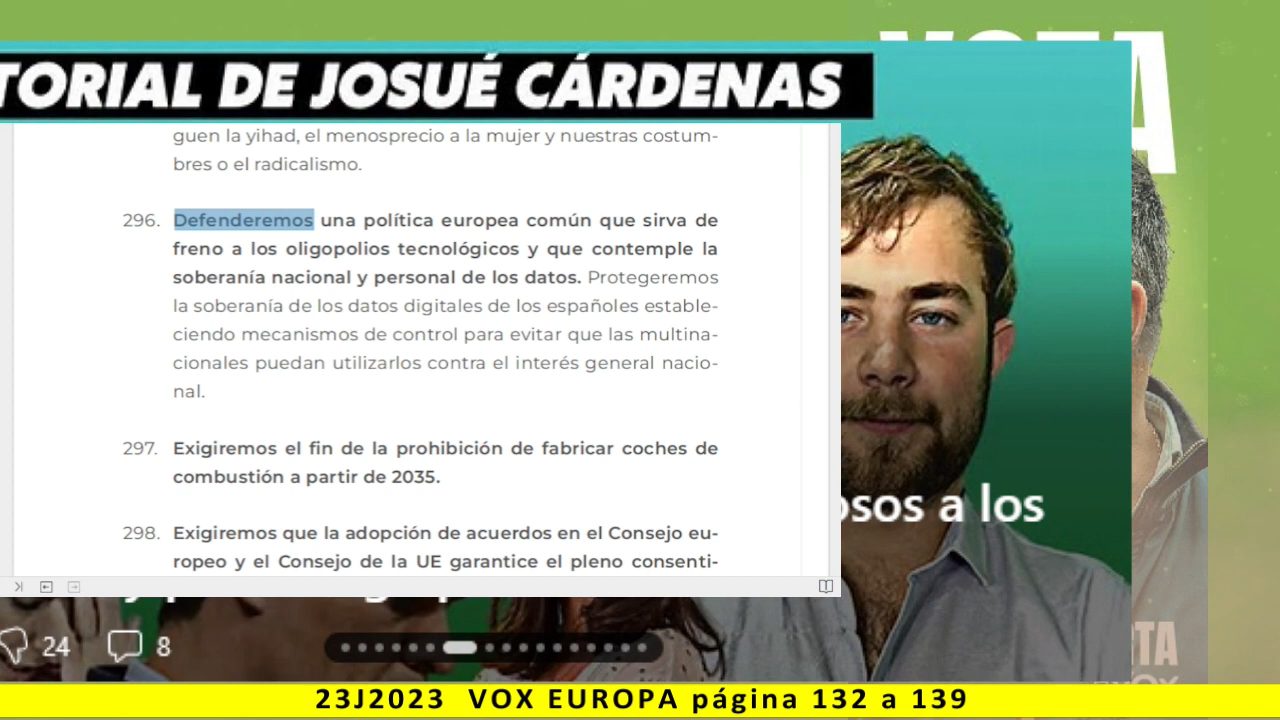 VOTA
TORIAL DE JOSUÉ CÁRDENAS
guen la yihad, el menosprecio a la mujer y nuestras costum-
bres o el radicalismo.
296. Defenderemos una política europea común que sirva de
freno a los oligopolios tecnológicos y que contemple la
soberanía nacional y personal de los datos. Protegeremos
la soberanía de los datos digitales de los españoles estable-
ciendo mecanismos de control para evitar que las multina-
cionales puedan utilizarlos contra el interés general nacio-
nal.
297. Exigiremos el fin de la prohibición de fabricar coches de
combustión a partir de 2035.
298. Exigiremos que la adopción de acuerdos en el Consejo eu-
ropeo y el Consejo de la UE garantice el pleno consenti-
osos a los
24 8
RTA
23J2023 VOX EUROPA página 132 a 139